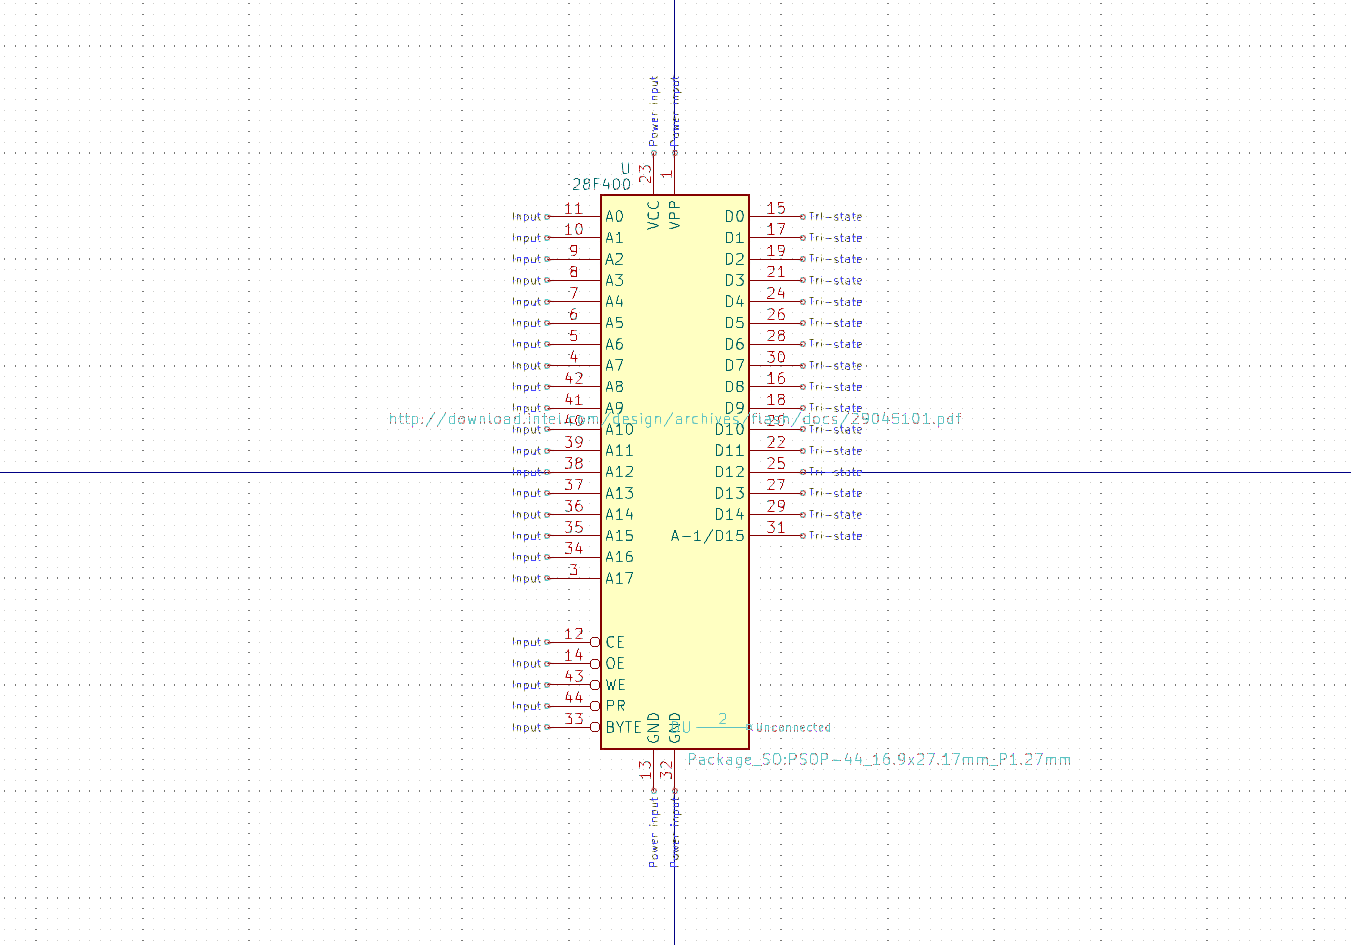 Power input
Power input
23
1
U
28F400
VCC
VPP
Input 11 A0 D0 15 Tri-state
Input 10 A1 D1 17 Tri-state
Input 9 A2 D2 19 Tri-state
Input 8 A3 D3 21 Tri-state
Input 7 A4 D4 24 Tri-state
Input 6 A5 D5 26 Tri-state
Input 5 A6 D6 28 Tri-state
Input 4 A7 D7 30 Tri-state
Input 42 A8 D8 16 Tri-state
Input 41 A9 D9 18 Tri-state
http://download.intel.com/design/archives/flash/docs/29045101.pdf
Input 40 A10 D10 20 Tri-state
Input 39 A11 D11 22 Tri-state
Input 38 A12 D12 25 Tri-state
Input 37 A13 D13 27 Tri-state
Input 36 A14 D14 29 Tri-state
Input 35 A15 A-1/D15 31 Tri-state
Input 34 A16
Input 3 A17
Input 12 CE
Input 14 OE
Input 43 WE
Input 44 PR
Input 33 BYTE
GND
GND
2 Unconnected
Package_SO:PSOP-44_16.9x27.17mm_P1.27mm
13
32
Power input
Power input